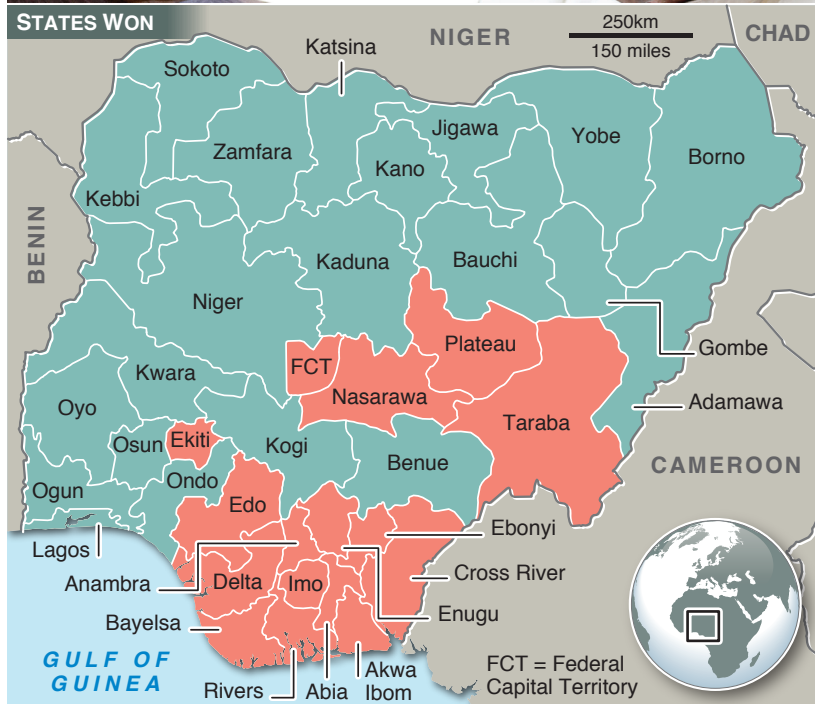 STATES WON
250km
150 miles
NIGER
CHAD
Katsina
Sokoto
Jigawa
Yobe
Zamfara
Borno
Kano
Kebbi
BENIN
Kaduna
Bauchi
Niger
Plateau
Gombe
FCT
Kwara
Nasarawa
Adamawa
Oyo
Taraba
Osun
Ekiti
Kogi
Benue
CAMEROON
Ondo
Ogun
Edo
Ebonyi
Lagos
Cross River
Anambra
Delta
Imo
Enugu
Bayelsa
GULF OF
GUINEA
Rivers
Abia
Akwa
Ibom
FCT = Federal
Capital Territory